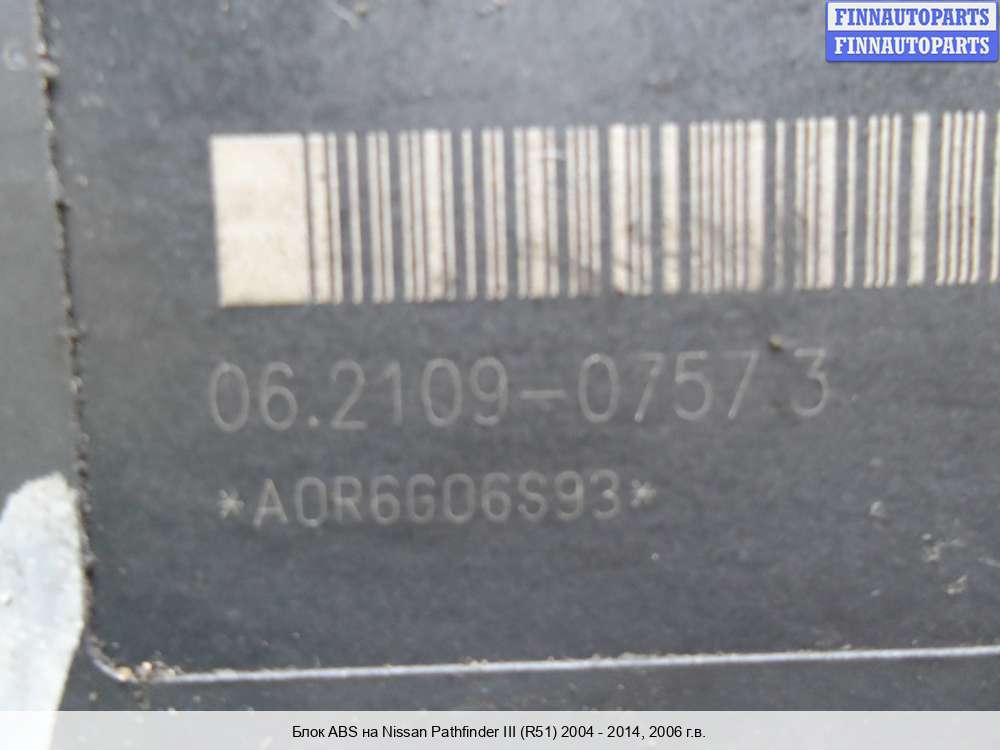 FINNAUTOPARTS
FINNAUTOPARTS
06.2109-0757.3
*A0R6G06S93*
Блок ABS на Nissan Pathfinder III (R51) 2004 - 2014, 2006 г.в.